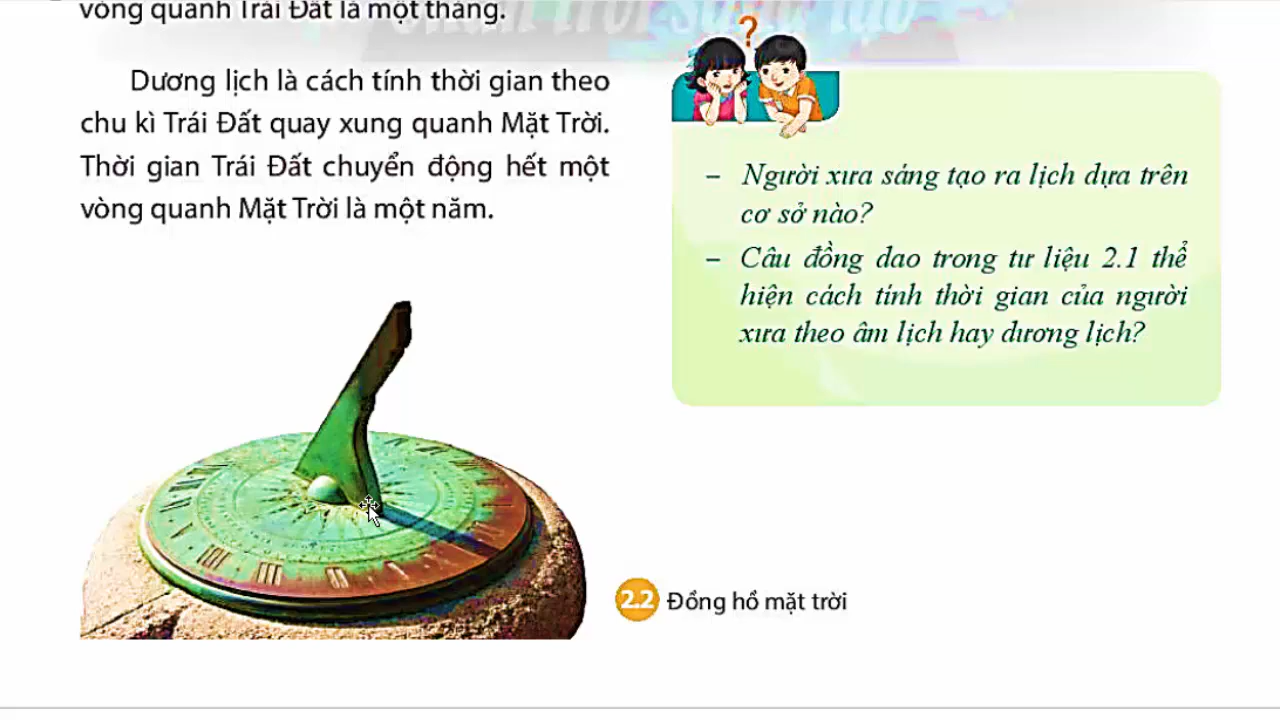 vòng quanh Trái Đất là một tháng.
chân trời sáng tạo
Dương lịch là cách tính thời gian theo
chu kì Trái Đất quay xung quanh Mặt Trời.
Thời gian Trái Đất chuyển động hết một
vòng quanh Mặt Trời là một năm.
?
– Người xưa sáng tạo ra lịch dựa trên
cơ sở nào?
– Câu đồng dao trong tư liệu 2.1 thể
hiện cách tính thời gian của người
xưa theo âm lịch hay dương lịch?
2.2 Đồng hồ mặt trời